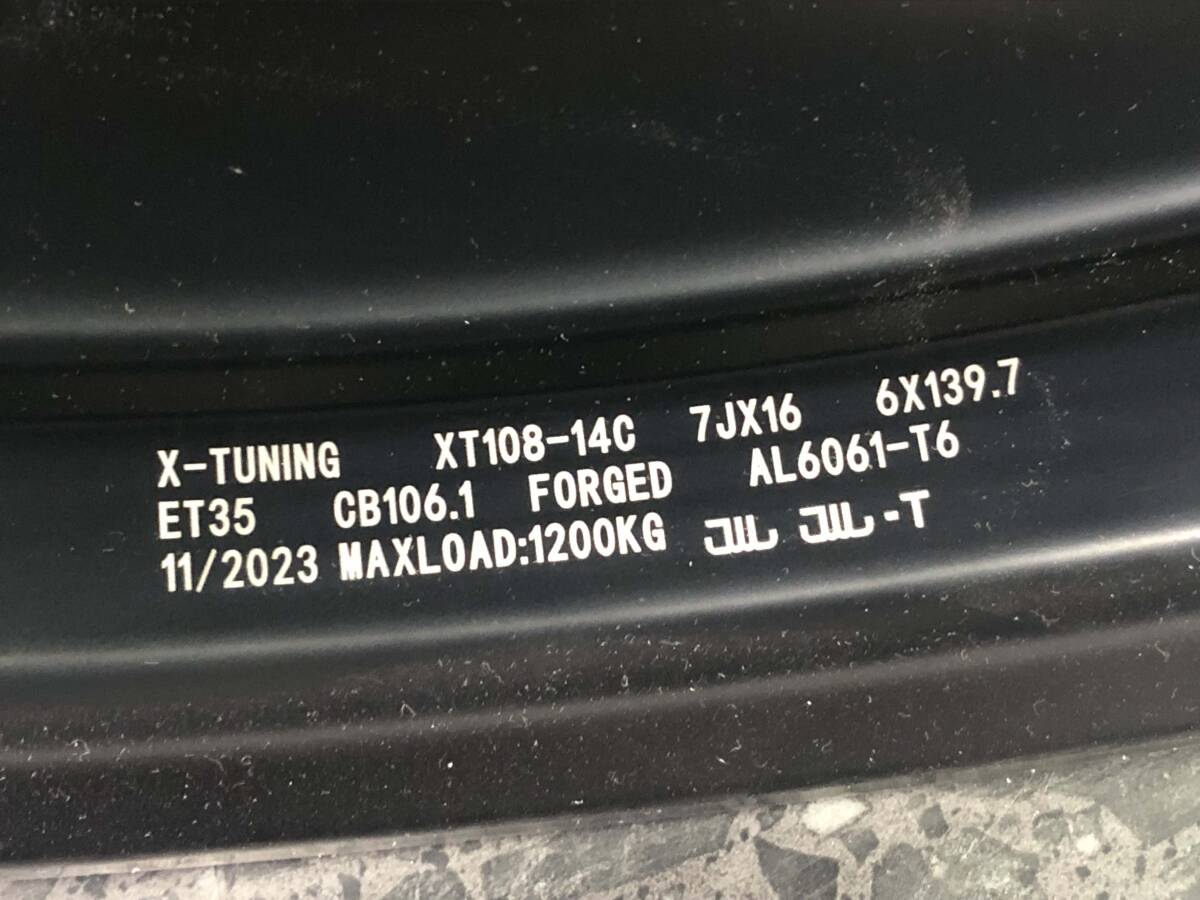 X-TUNING XT108-14C 7JX16 6X139.7
ET35 CB106.1 FORGED AL6061-T6
11/2023 MAXLOAD:1200KG JWL JWL-T